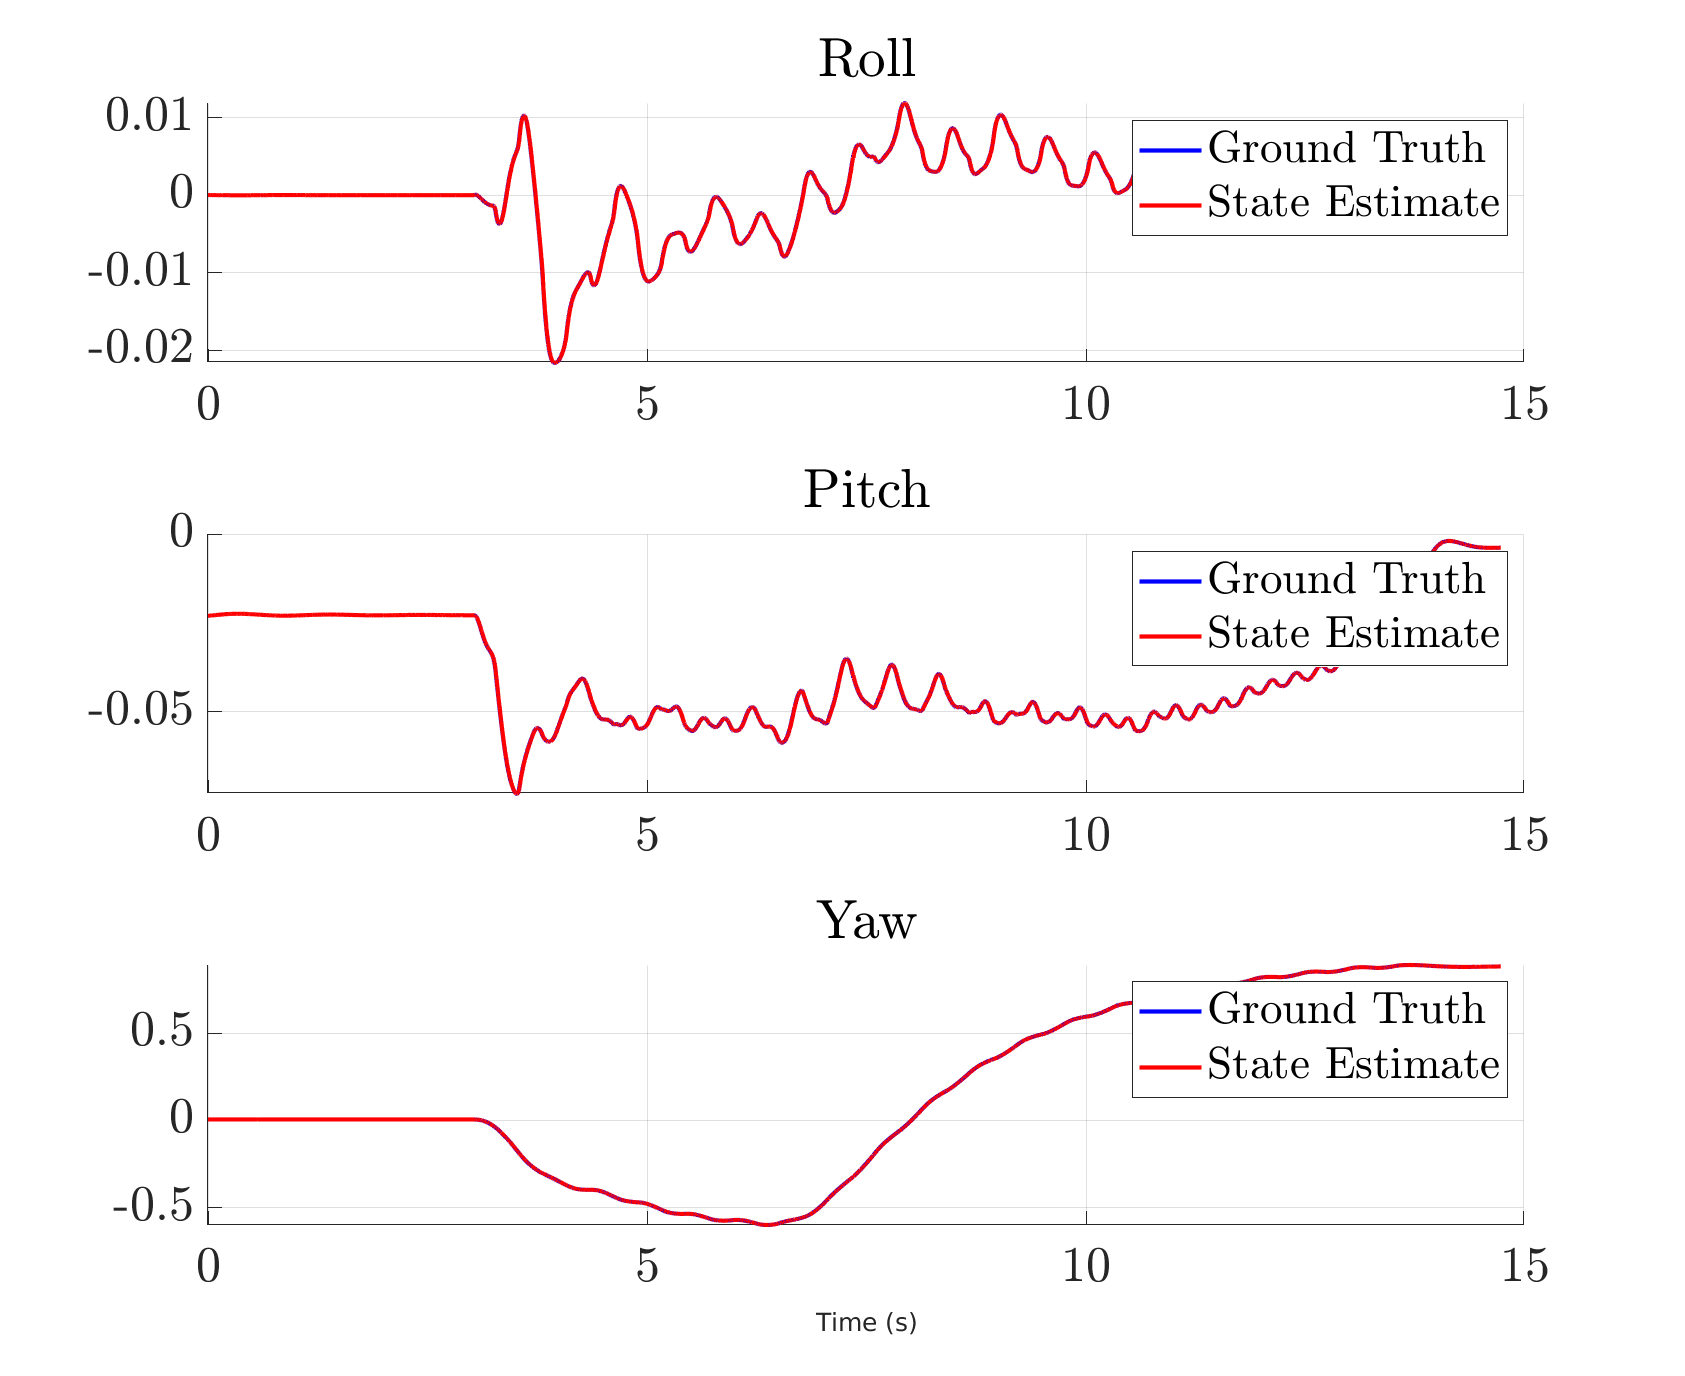 Roll
0.01
0
-0.01
-0.02
Ground Truth
State Estimate
0 5 10 15
Pitch
0
-0.05
Ground Truth
State Estimate
0 5 10 15
Yaw
0.5
0
-0.5
Ground Truth
State Estimate
0 5 10 15
Time (s)